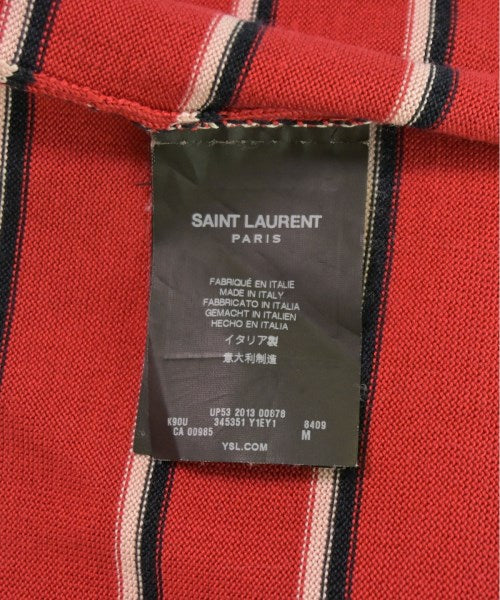 SAINT LAURENT
PARIS
FABRIQUÉ EN ITALIE
MADE IN ITALY
FABBRICATO IN ITALIA
GEMACHT IN ITALIEN
HECHO EN ITALIA
イタリア製
意大利制造
UP53 2013 00878
K90U 345351 Y1EY1 8409
CA 00985 M
YSL.COM